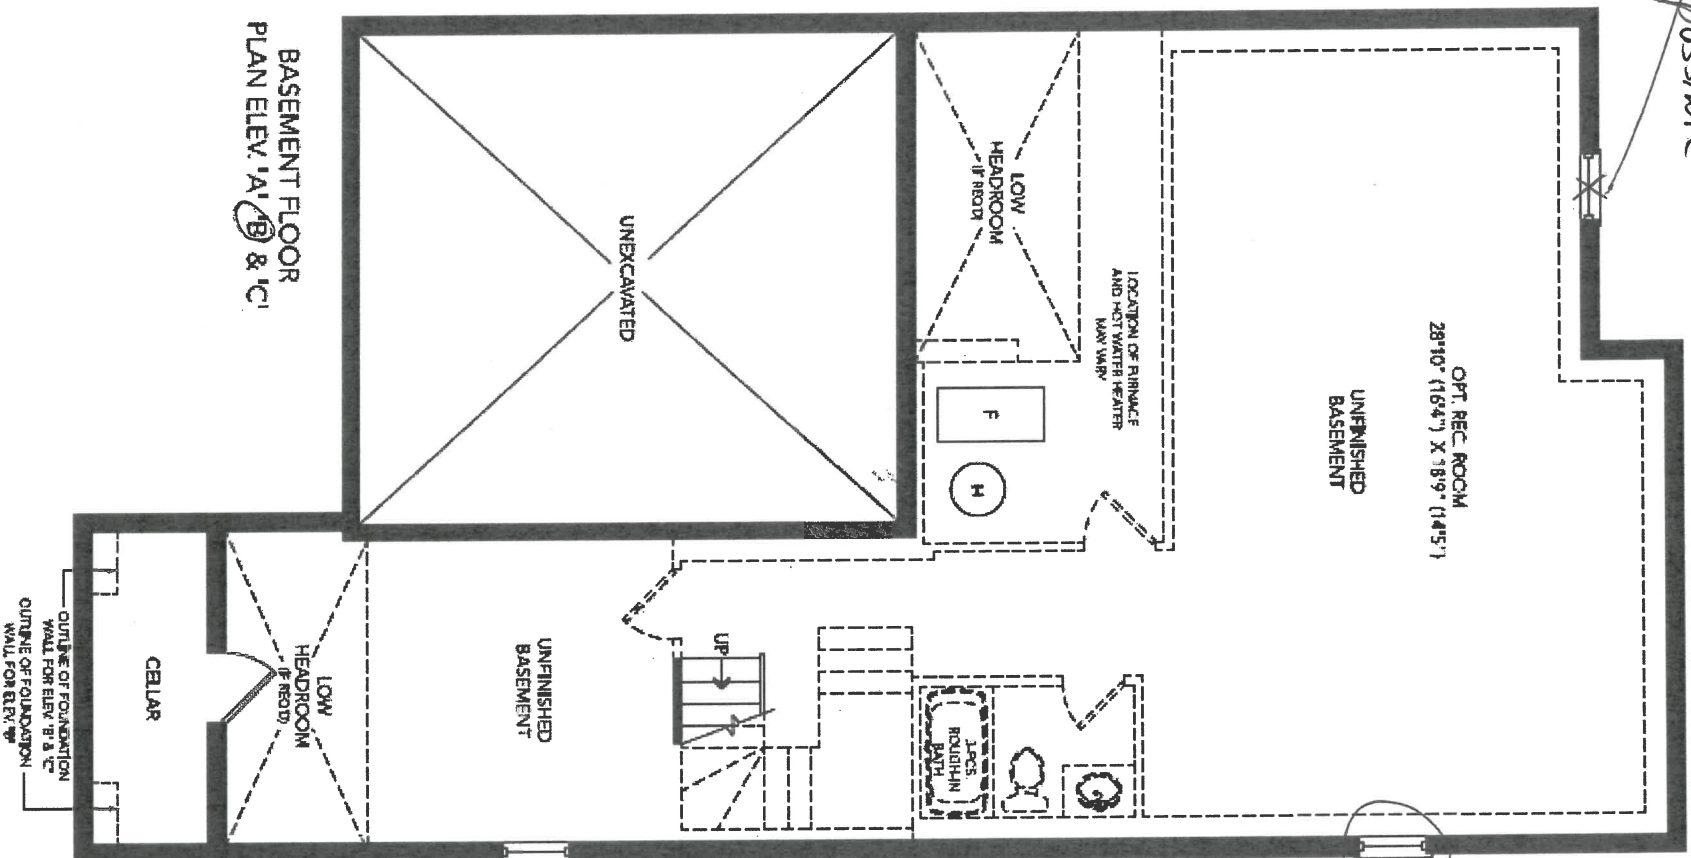 BASEMENT FLOOR
PLAN ELEV. 'A' 'B' & 'C'
UNEXCAVATED
LOW
HEADROOM
(IF REQ'D)
LOCATION OF FURNACE
AND HOT WATER HEATER
MAY VARY
F
H
OPT. REC. ROOM
28'10" (16'4") X 18'9" (14'5")
UNFINISHED
BASEMENT
UP
3-PCS.
ROUGH-IN
BATH
UNFINISHED
BASEMENT
LOW
HEADROOM
(IF REQ'D)
CELLAR
OUTLINE OF FOUNDATION
WALL FOR ELEV. 'B' & 'C'
OUTLINE OF FOUNDATION
WALL FOR ELEV.